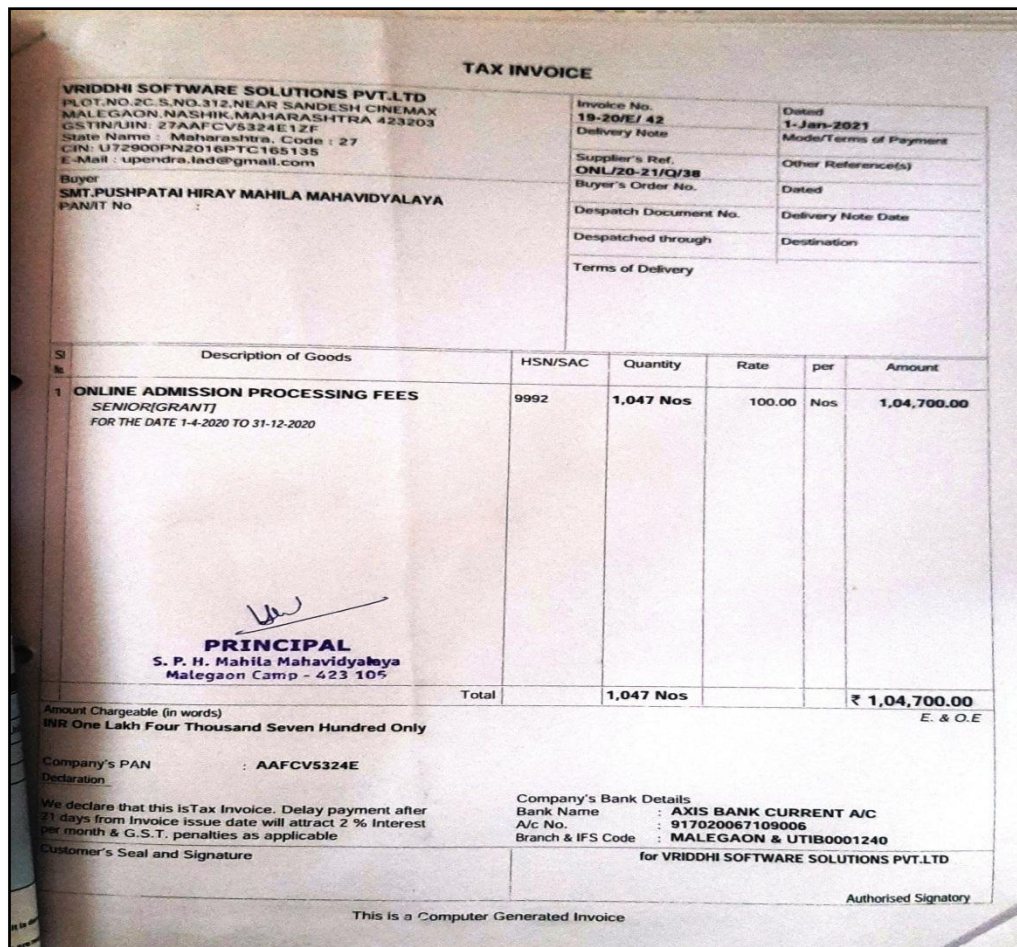 TAX INVOICE
VRIDDHI SOFTWARE SOLUTIONS PVT.LTD
PLOT.NO.2C.S.NO.312,NEAR SANDESH CINEMAX
MALEGAON,NASHIK,MAHARASHTRA 423203
GSTIN/UIN: 27AAFCV5324E1ZF
State Name : Maharashtra, Code : 27
CIN: U72900PN2016PTC165135
E-Mail : upendra.lad@gmail.com
Buyer
SMT.PUSHPATAI HIRAY MAHILA MAHAVIDYALAYA
PAN/IT No :
Invoice No. Dated
19-20/E/ 42 1-Jan-2021
Delivery Note Mode/Terms of Payment
Supplier's Ref. Other Reference(s)
ONL/20-21/Q/38
Buyer's Order No. Dated
Despatch Document No. Delivery Note Date
Despatched through Destination
Terms of Delivery
Sl Description of Goods HSN/SAC Quantity Rate per Amount
1 ONLINE ADMISSION PROCESSING FEES 9992 1,047 Nos 100.00 Nos 1,04,700.00
SENIOR[GRANT]
FOR THE DATE 1-4-2020 TO 31-12-2020
PRINCIPAL
S. P. H. Mahila Mahavidyalaya
Malegaon Camp - 423 105
Total 1,047 Nos ₹ 1,04,700.00
Amount Chargeable (in words) E. & O.E
INR One Lakh Four Thousand Seven Hundred Only
Company's PAN : AAFCV5324E
Declaration
We declare that this isTax Invoice. Delay payment after
21 days from Invoice issue date will attract 2 % Interest
per month & G.S.T. penalties as applicable
Company's Bank Details
Bank Name : AXIS BANK CURRENT A/C
A/c No. : 917020067109006
Branch & IFS Code : MALEGAON & UTIB0001240
Customer's Seal and Signature
for VRIDDHI SOFTWARE SOLUTIONS PVT.LTD
Authorised Signatory
This is a Computer Generated Invoice